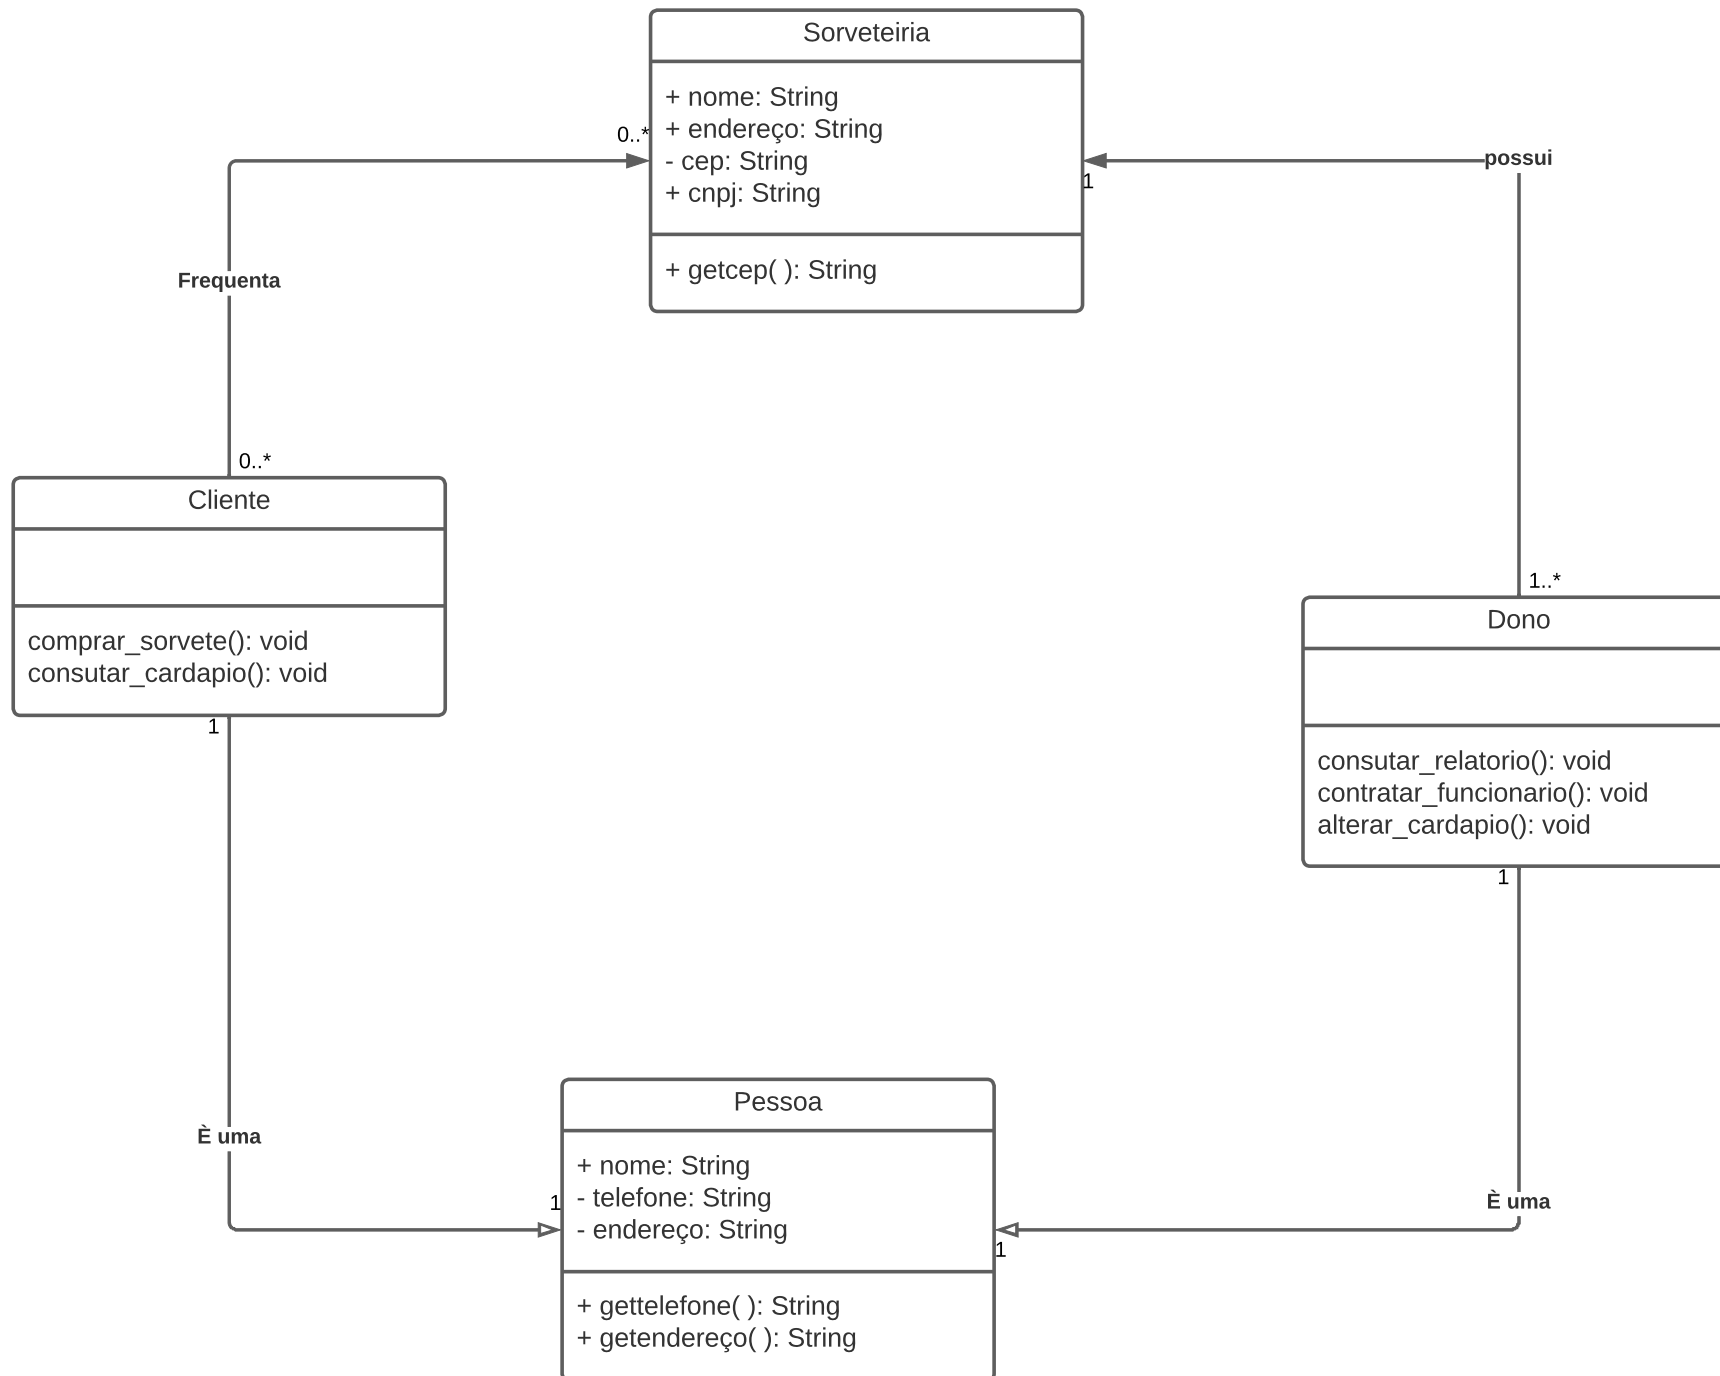 Sorveteiria
+ nome: String
+ endereço: String
- cep: String
+ cnpj: String
+ getcep( ): String
0..*
1
possui
Frequenta
0..*
Cliente
comprar_sorvete(): void
consutar_cardapio(): void
1
1..*
Dono
consutar_relatorio(): void
contratar_funcionario(): void
alterar_cardapio(): void
1
È uma
È uma
Pessoa
+ nome: String
- telefone: String
- endereço: String
+ gettelefone( ): String
+ getendereço( ): String
1
1